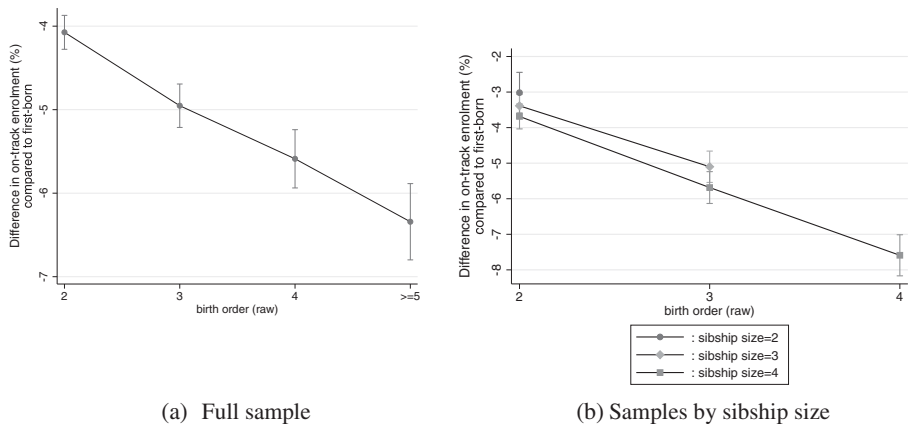 Difference in on-track enrolment (%)
compared to first-born
-4
-5
-6
-7
2
3
4
>=5
birth order (raw)
(a) Full sample
Difference in on-track enrolment (%)
compared to first-born
-2
-3
-4
-5
-6
-7
-8
2
3
4
birth order (raw)
: sibship size=2
: sibship size=3
: sibship size=4
(b) Samples by sibship size